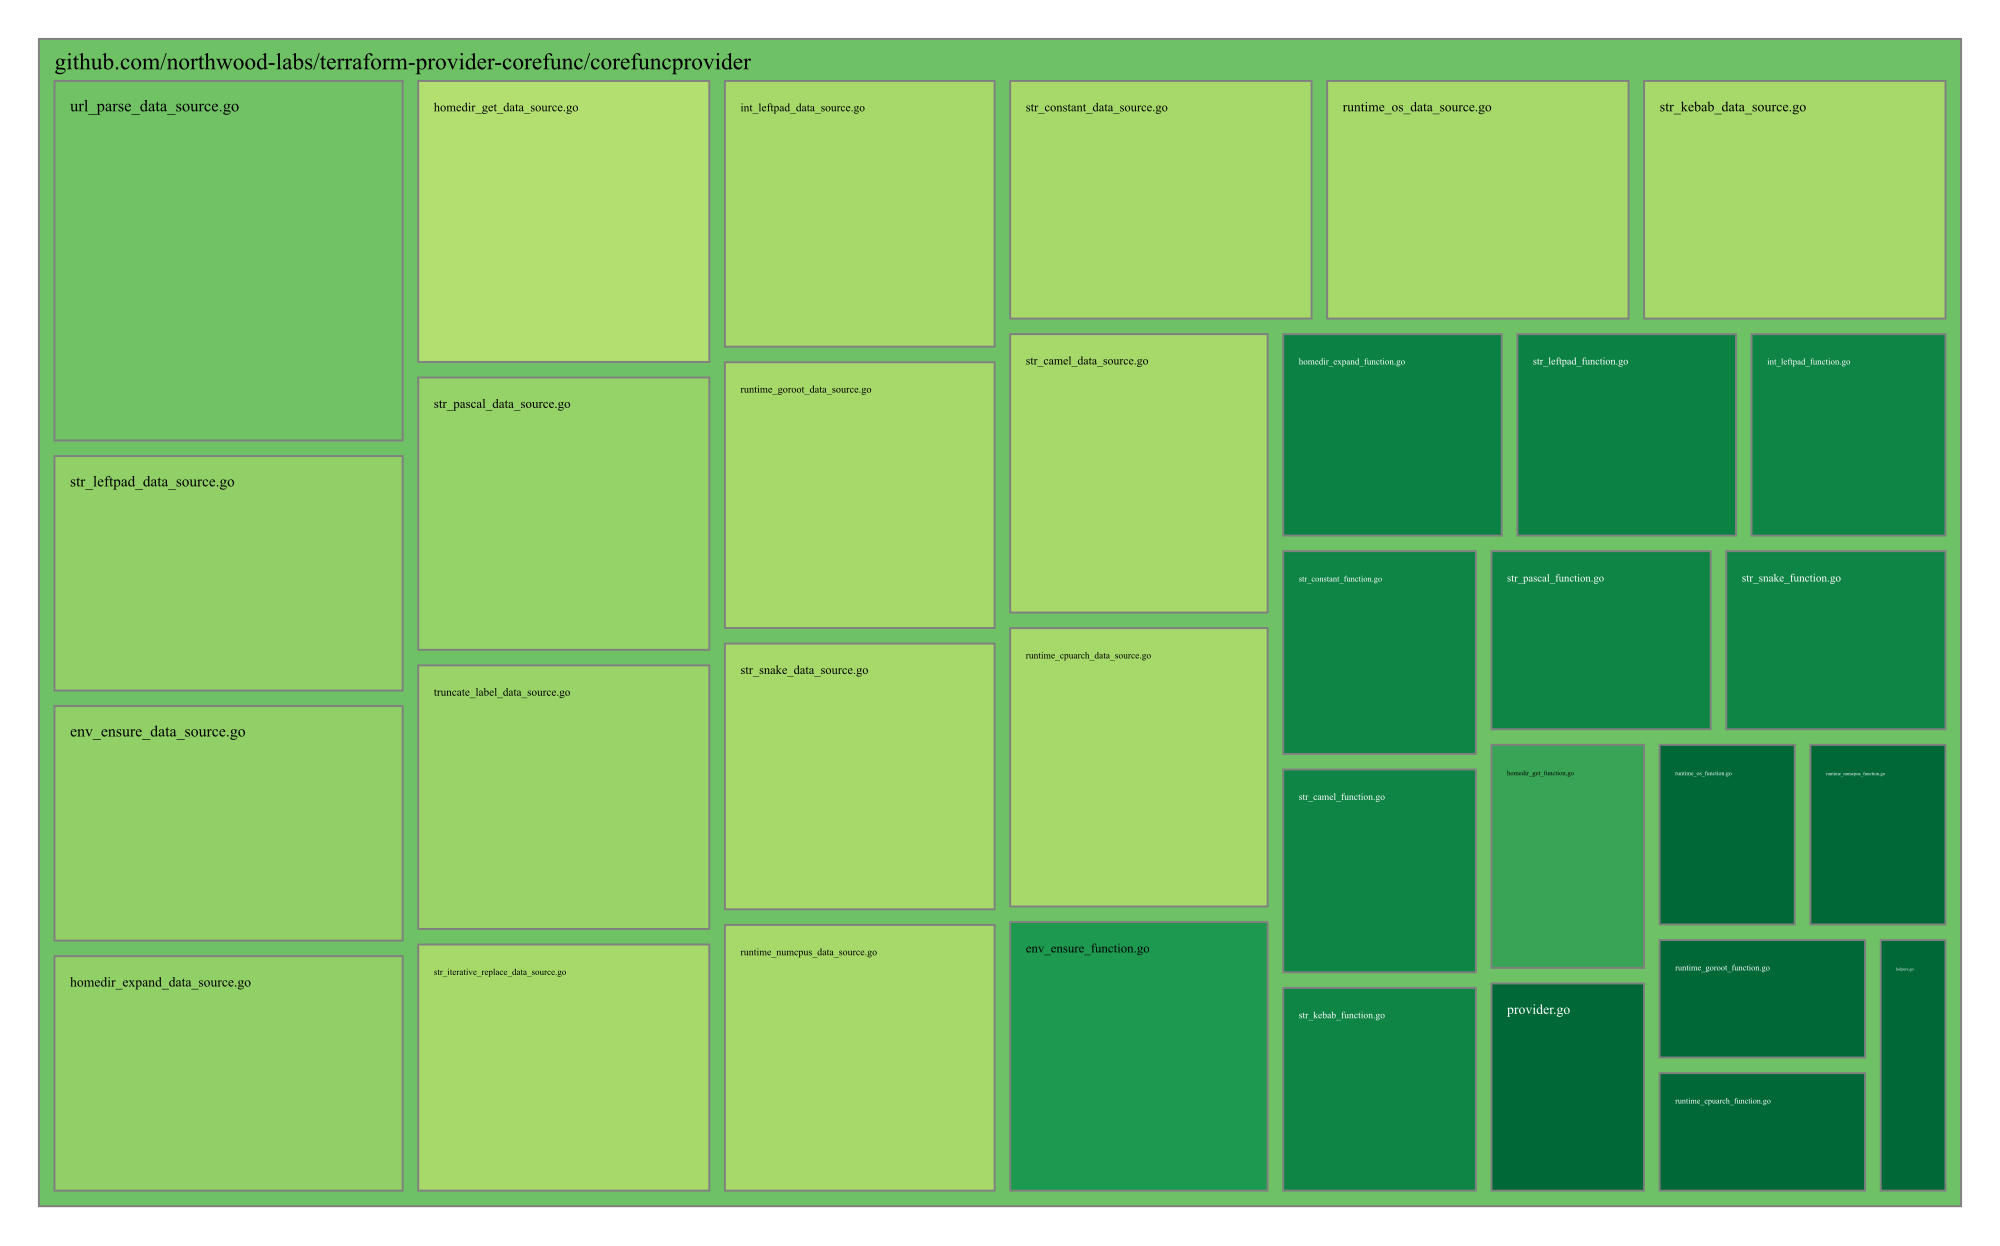 github.com/northwood-labs/terraform-provider-corefunc/corefuncprovider
url_parse_data_source.go
homedir_get_data_source.go
int_leftpad_data_source.go
str_constant_data_source.go
runtime_os_data_source.go
str_kebab_data_source.go
str_camel_data_source.go
homedir_expand_function.go
str_leftpad_function.go
int_leftpad_function.go
runtime_goroot_data_source.go
str_pascal_data_source.go
str_leftpad_data_source.go
str_constant_function.go
str_pascal_function.go
str_snake_function.go
runtime_cpuarch_data_source.go
str_snake_data_source.go
truncate_label_data_source.go
env_ensure_data_source.go
homedir_get_function.go
runtime_os_function.go
runtime_numcpus_function.go
str_camel_function.go
env_ensure_function.go
runtime_numcpus_data_source.go
str_iterative_replace_data_source.go
homedir_expand_data_source.go
runtime_goroot_function.go
helpers.go
provider.go
str_kebab_function.go
runtime_cpuarch_function.go